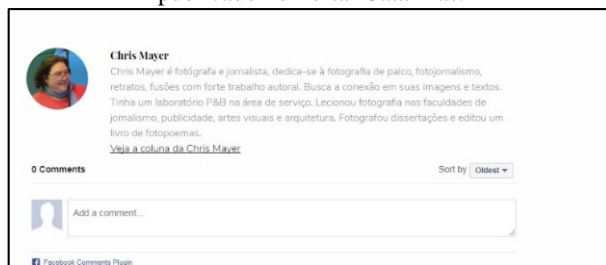 Chris Mayer
Chris Mayer é fotógrafa e jornalista, dedica-se à fotografia de palco, fotojornalismo,
retratos, fusões com forte trabalho autoral. Busca a conexão em suas imagens e textos.
Tinha um laboratório P&B na área de serviço. Lecionou fotografia nas faculdades de
jornalismo, publicidade, artes visuais e arquitetura. Fotografou dissertações e editou um
livro de fotopoemas.
Veja a coluna da Chris Mayer
0 Comments Sort by Oldest
Add a comment...
Facebook Comments Plugin